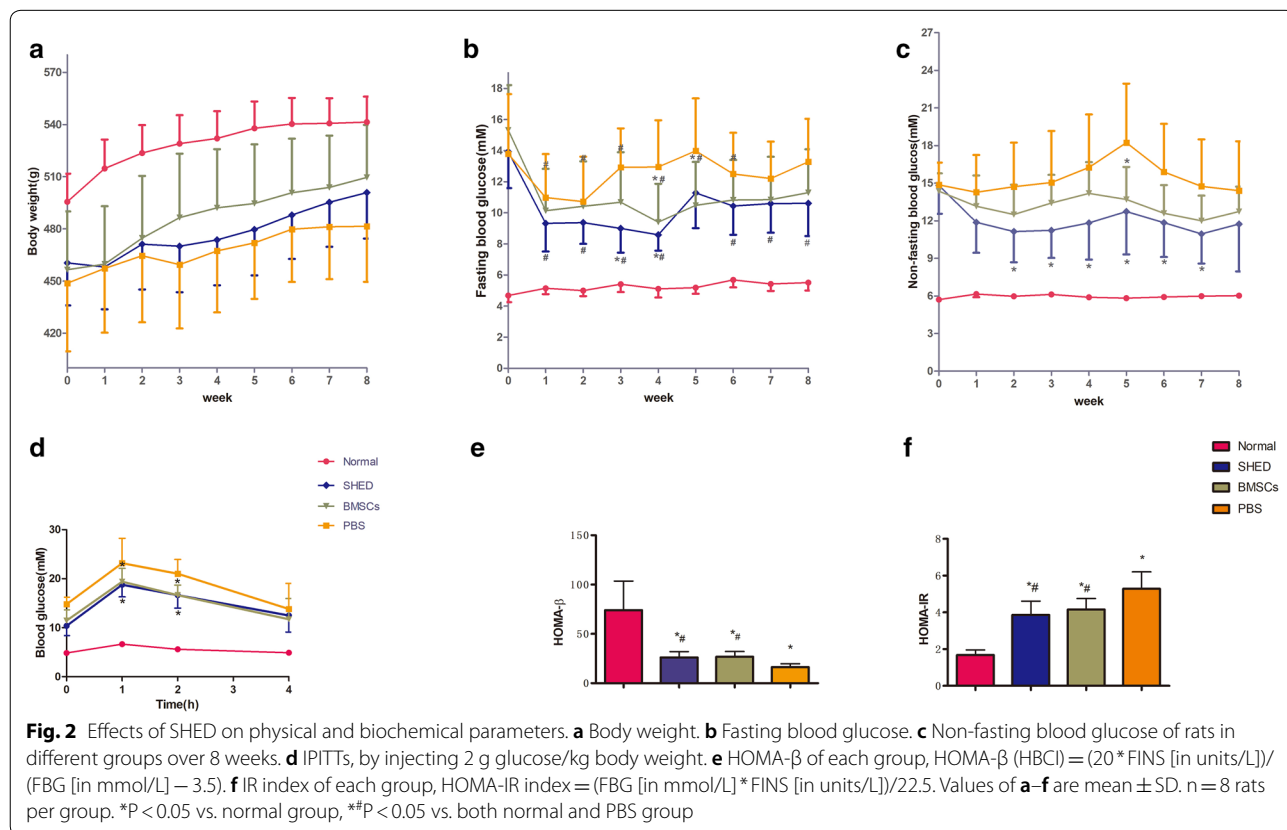 a
570
540
510
480
450
420
Body weight(g)
0 1 2 3 4 5 6 7 8
week
b
18
16
14
12
10
8
6
4
2
0
Fasting blood glucose(mM)
# # # *# *# #
# # *# *# # # #
0 1 2 3 4 5 6 7 8
week
c
27
24
21
18
15
12
9
6
3
0
Non-fasting blood glucos(mM)
*
* * * * * *
0 1 2 3 4 5 6 7 8
week
d
Normal
SHED
BMSCs
PBS
30
20
10
0
Blood glucose(mM)
* *
* *
0 1 2 3 4
Time(h)
e
150
100
50
0
HOMA-β
*# *# *
f
Normal
SHED
BMSCs
PBS
8
6
4
2
0
HOMA-IR
*# *# *
Fig. 2 Effects of SHED on physical and biochemical parameters. a Body weight. b Fasting blood glucose. c Non-fasting blood glucose of rats in
different groups over 8 weeks. d IPITTs, by injecting 2 g glucose/kg body weight. e HOMA-β of each group, HOMA-β (HBCI) = (20 * FINS [in units/L])/
(FBG [in mmol/L] − 3.5). f IR index of each group, HOMA-IR index = (FBG [in mmol/L] * FINS [in units/L])/22.5. Values of a–f are mean ± SD. n = 8 rats
per group. *P < 0.05 vs. normal group, *#P < 0.05 vs. both normal and PBS group